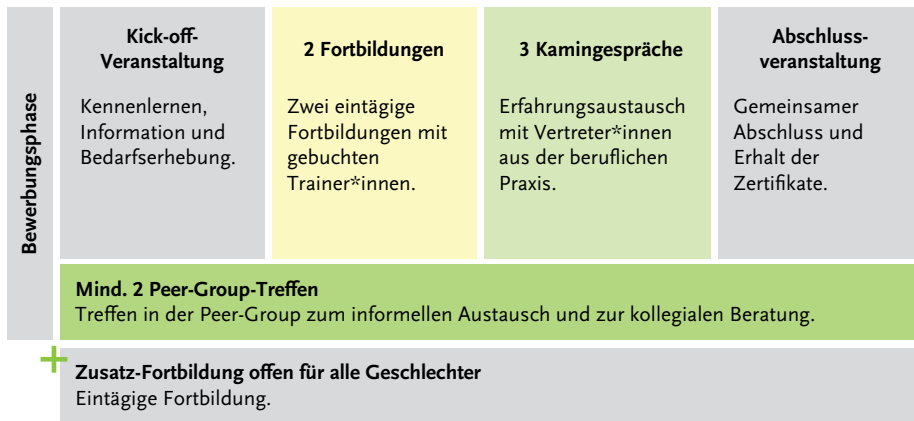 Bewerbungsphase
Kick-off-
Veranstaltung
Kennenlernen,
Information und
Bedarfserhebung.
2 Fortbildungen
Zwei eintägige
Fortbildungen mit
gebuchten
Trainer*innen.
3 Kamingespräche
Erfahrungsaustausch
mit Vertreter*innen
aus der beruflichen
Praxis.
Abschluss-
veranstaltung
Gemeinsamer
Abschluss und
Erhalt der
Zertifikate.
Mind. 2 Peer-Group-Treffen
Treffen in der Peer-Group zum informellen Austausch und zur kollegialen Beratung.
+
Zusatz-Fortbildung offen für alle Geschlechter
Eintägige Fortbildung.